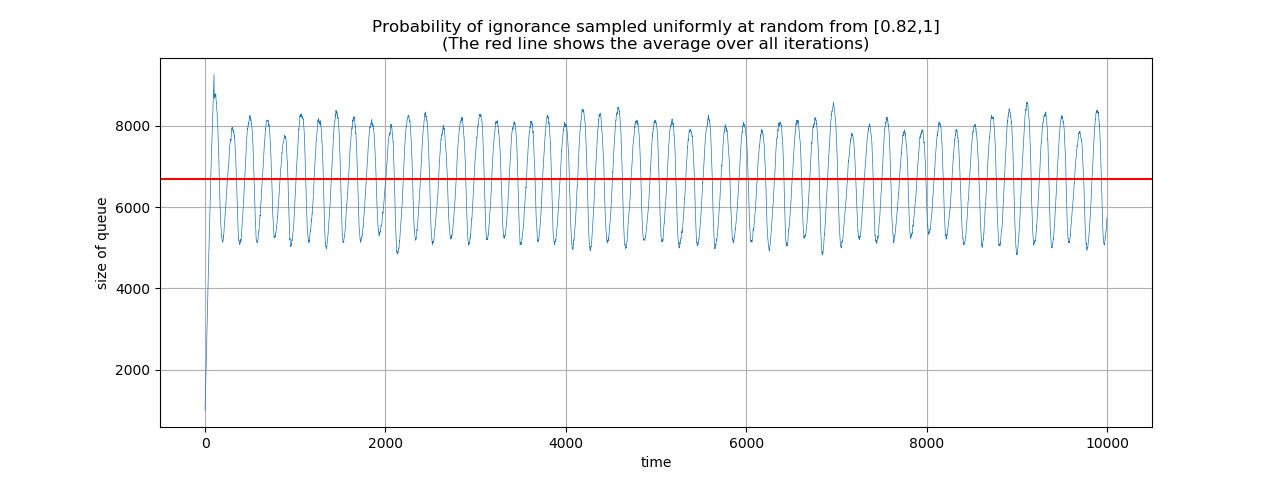 Probability of ignorance sampled uniformly at random from [0.82,1]
(The red line shows the average over all iterations)
8000
6000
4000
2000
size of queue
0 2000 4000 6000 8000 10000
time